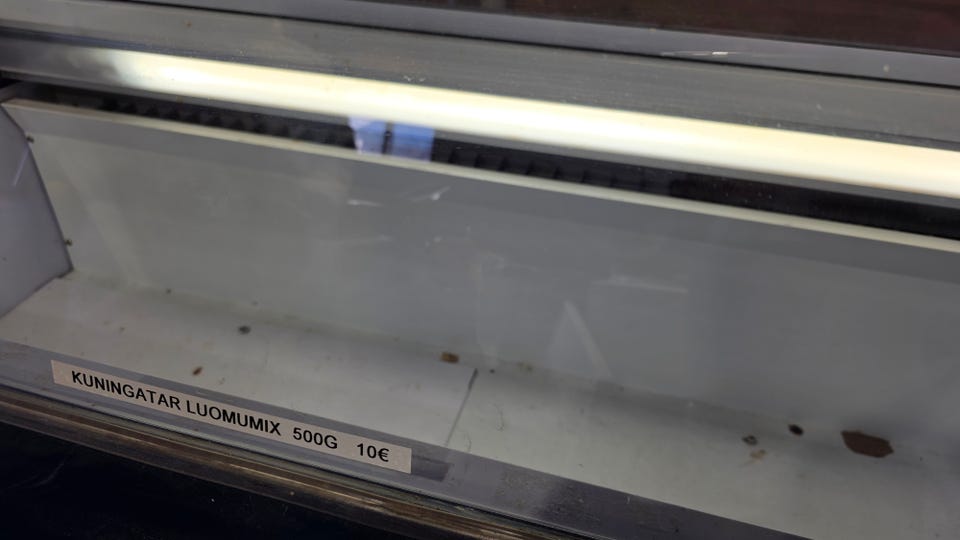 KUNINGATAR LUOMUMIX 500G 10€